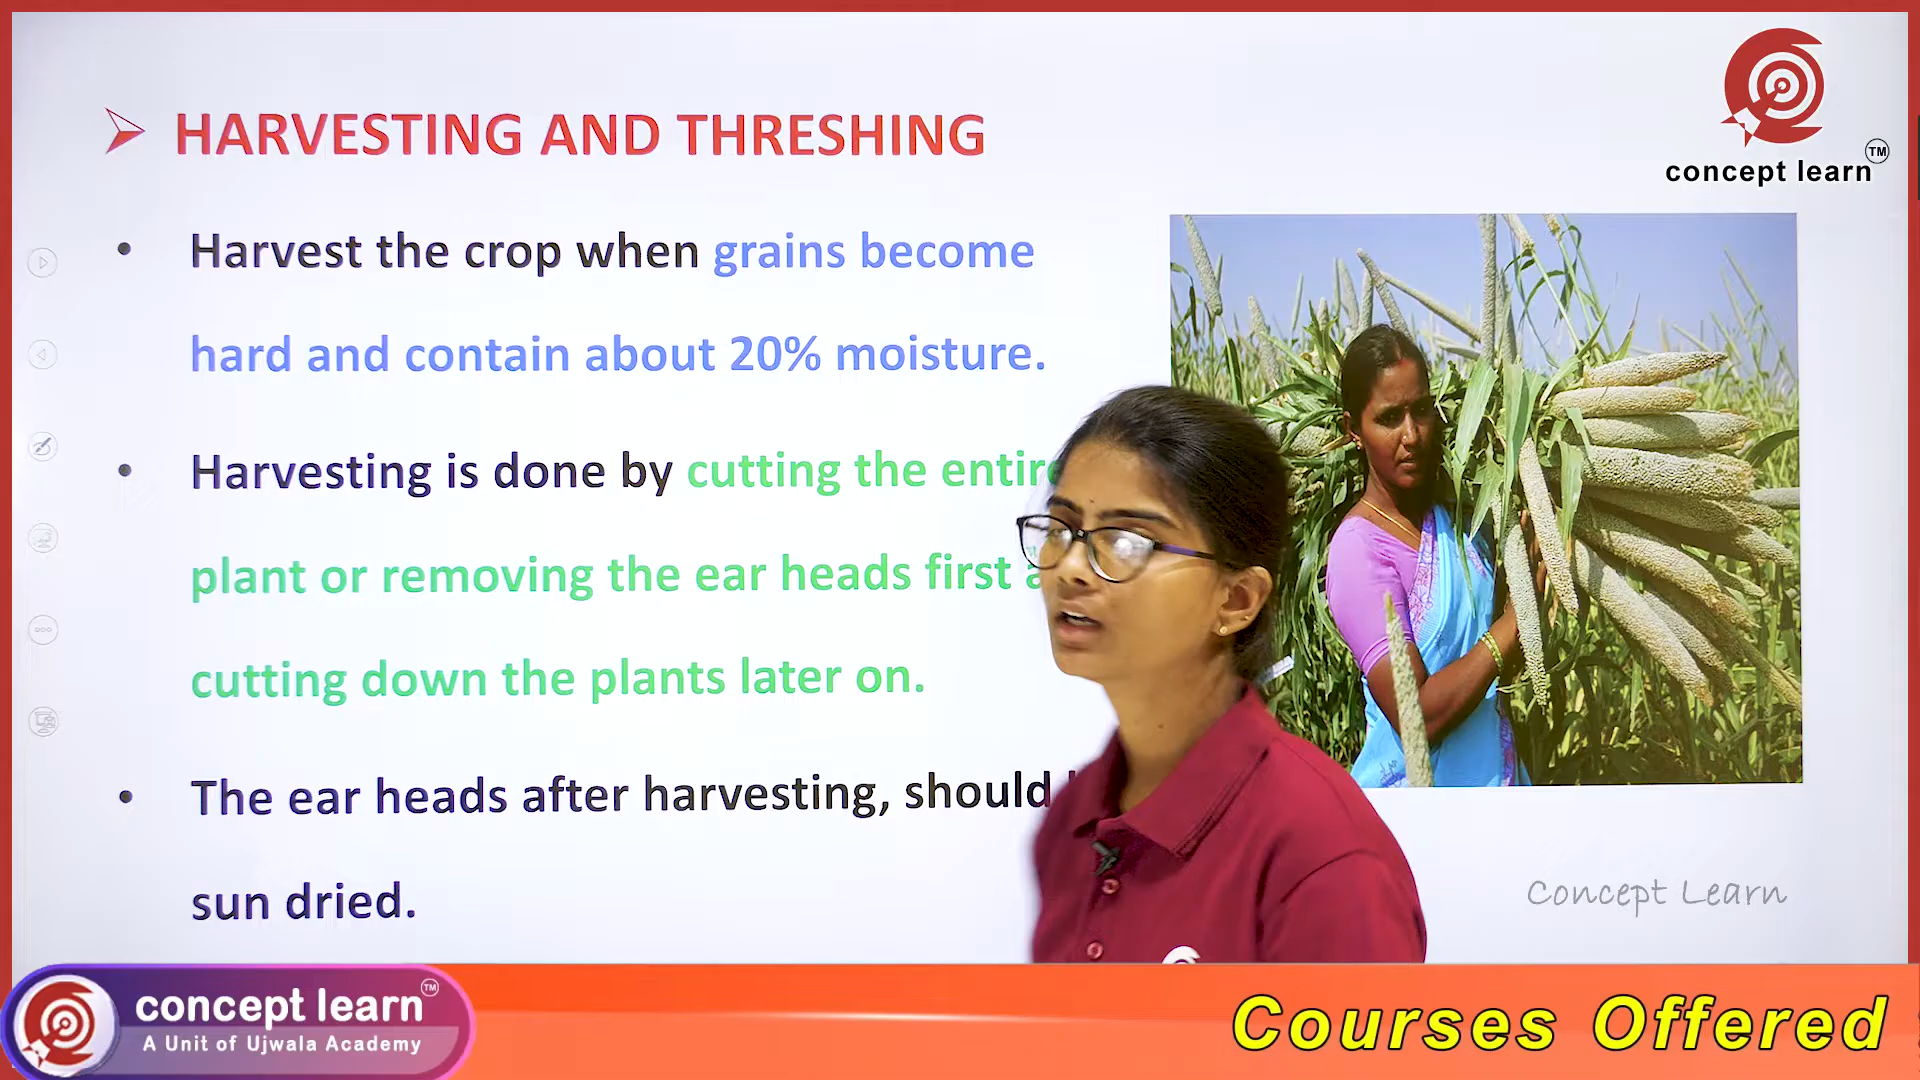 HARVESTING AND THRESHING
concept learn TM
• Harvest the crop when grains become
hard and contain about 20% moisture.
• Harvesting is done by cutting the entire
plant or removing the ear heads first
cutting down the plants later on.
• The ear heads after harvesting, should
sun dried.
Concept Learn
concept learn TM
A Unit of Ujwala Academy
Courses Offered